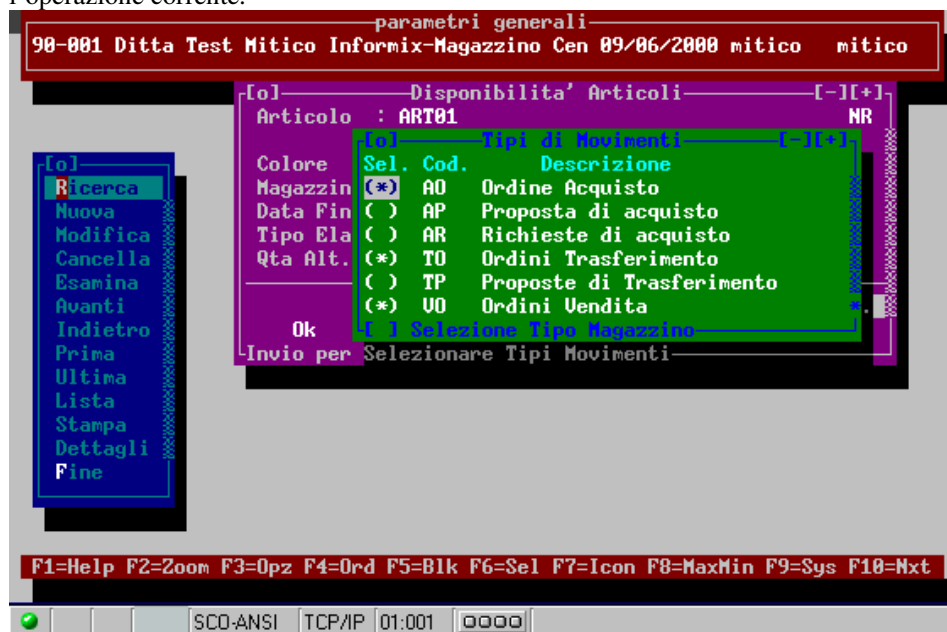 l'operazione corrente.
parametri generali
90-001 Ditta Test Mitico Informix-Magazzino Cen 09/06/2000 mitico mitico
[o] Disponibilita' Articoli [-][+]
Articolo : ART01 NR
[o] Tipi di Movimenti [-][+]
Colore Sel. Cod. Descrizione
Magazzin (*) AO Ordine Acquisto
Data Fin ( ) AP Proposta di acquisto
Tipo Ela ( ) AR Richieste di acquisto
Qta Alt. (*) TO Ordini Trasferimento
( ) TP Proposte di Trasferimento
(*) VO Ordini Vendita *.
Ok [ ] Selezione Tipo Magazzino
Invio per Selezionare Tipi Movimenti
[o]
Ricerca
Nuova
Modifica
Cancella
Esamina
Avanti
Indietro
Prima
Ultima
Lista
Stampa
Dettagli
Fine
F1=Help F2=Zoom F3=Opz F4=Ord F5=Blk F6=Sel F7=Icon F8=MaxMin F9=Sys F10=Nxt
SCO-ANSI TCP/IP 01:001